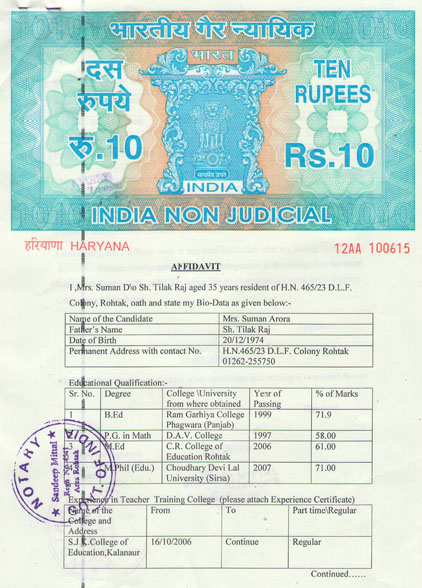 भारतीय गैर न्यायिक
भारत
दस
रुपये
रु.10
TEN
RUPEES
Rs.10
सत्यमेव जयते
INDIA
INDIA NON JUDICIAL
हरियाणा HARYANA
12AA 100615
AFFIDAVIT
I ,Mrs. Suman D\o Sh. Tilak Raj aged 35 years resident of H.N. 465/23 D.L.F.
Colony, Rohtak, oath and state my Bio-Data as given below:-
Name of the Candidate Mrs. Suman Arora
Father's Name Sh. Tilak Raj
Date of Birth 20/12/1974
Permanent Address with contact No. H.N.465/23 D.L.F. Colony Rohtak
01262-255750
Educational Qualification:-
Sr. No. Degree College \University Year of % of Marks
from where obtained Passing
1 B.Ed Ram Garhiya College 1999 71.9
Phagwara (Panjab)
P.G. in Math D.A.V. College 1997 58.00
3 M.Ed C.R. College of 2006 61.00
Education Rohtak
M.Phil (Edu.) Choudhary Devi Lal 2007 71.00
University (Sirsa)
Experience in Teacher Training College (please attach Experience Certificate)
Name of the From To Part time\Regular
College and
Address
S.J.K.College of 16/10/2006 Continue Regular
Education,Kalanaur
Continued……
NOTARY
Sandeep Mittal
Area Rohtak
GOVT. OF INDIA